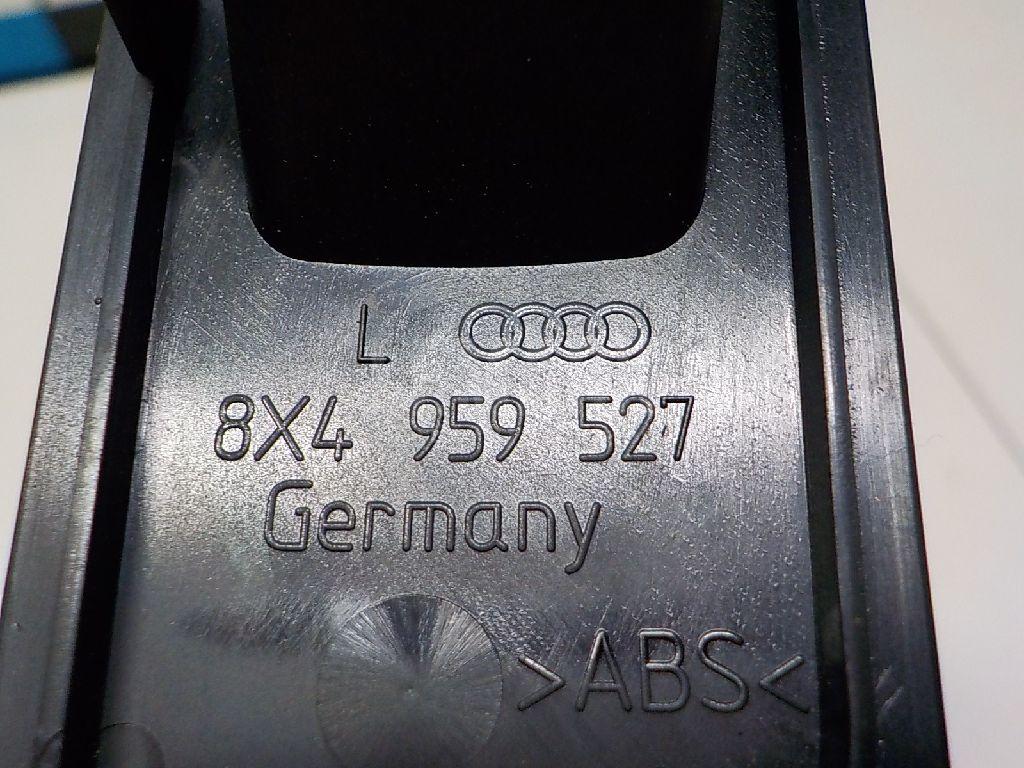 L
8X4 959 527
Germany
>ABS<